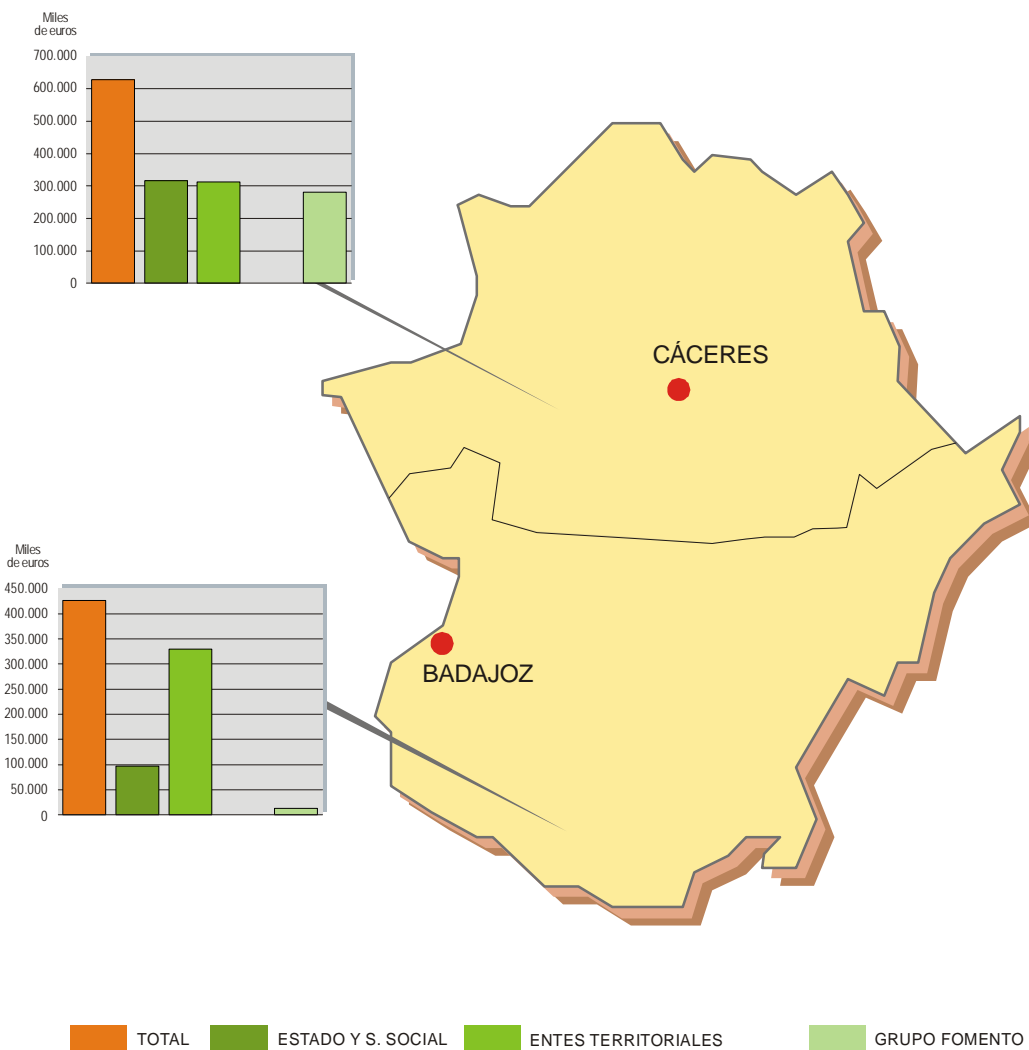 Miles
de euros
700.000
600.000
500.000
400.000
300.000
200.000
100.000
0
CÁCERES
Miles
de euros
450.000
400.000
350.000
300.000
250.000
200.000
150.000
100.000
50.000
0
BADAJOZ
TOTAL ESTADO Y S. SOCIAL ENTES TERRITORIALES GRUPO FOMENTO